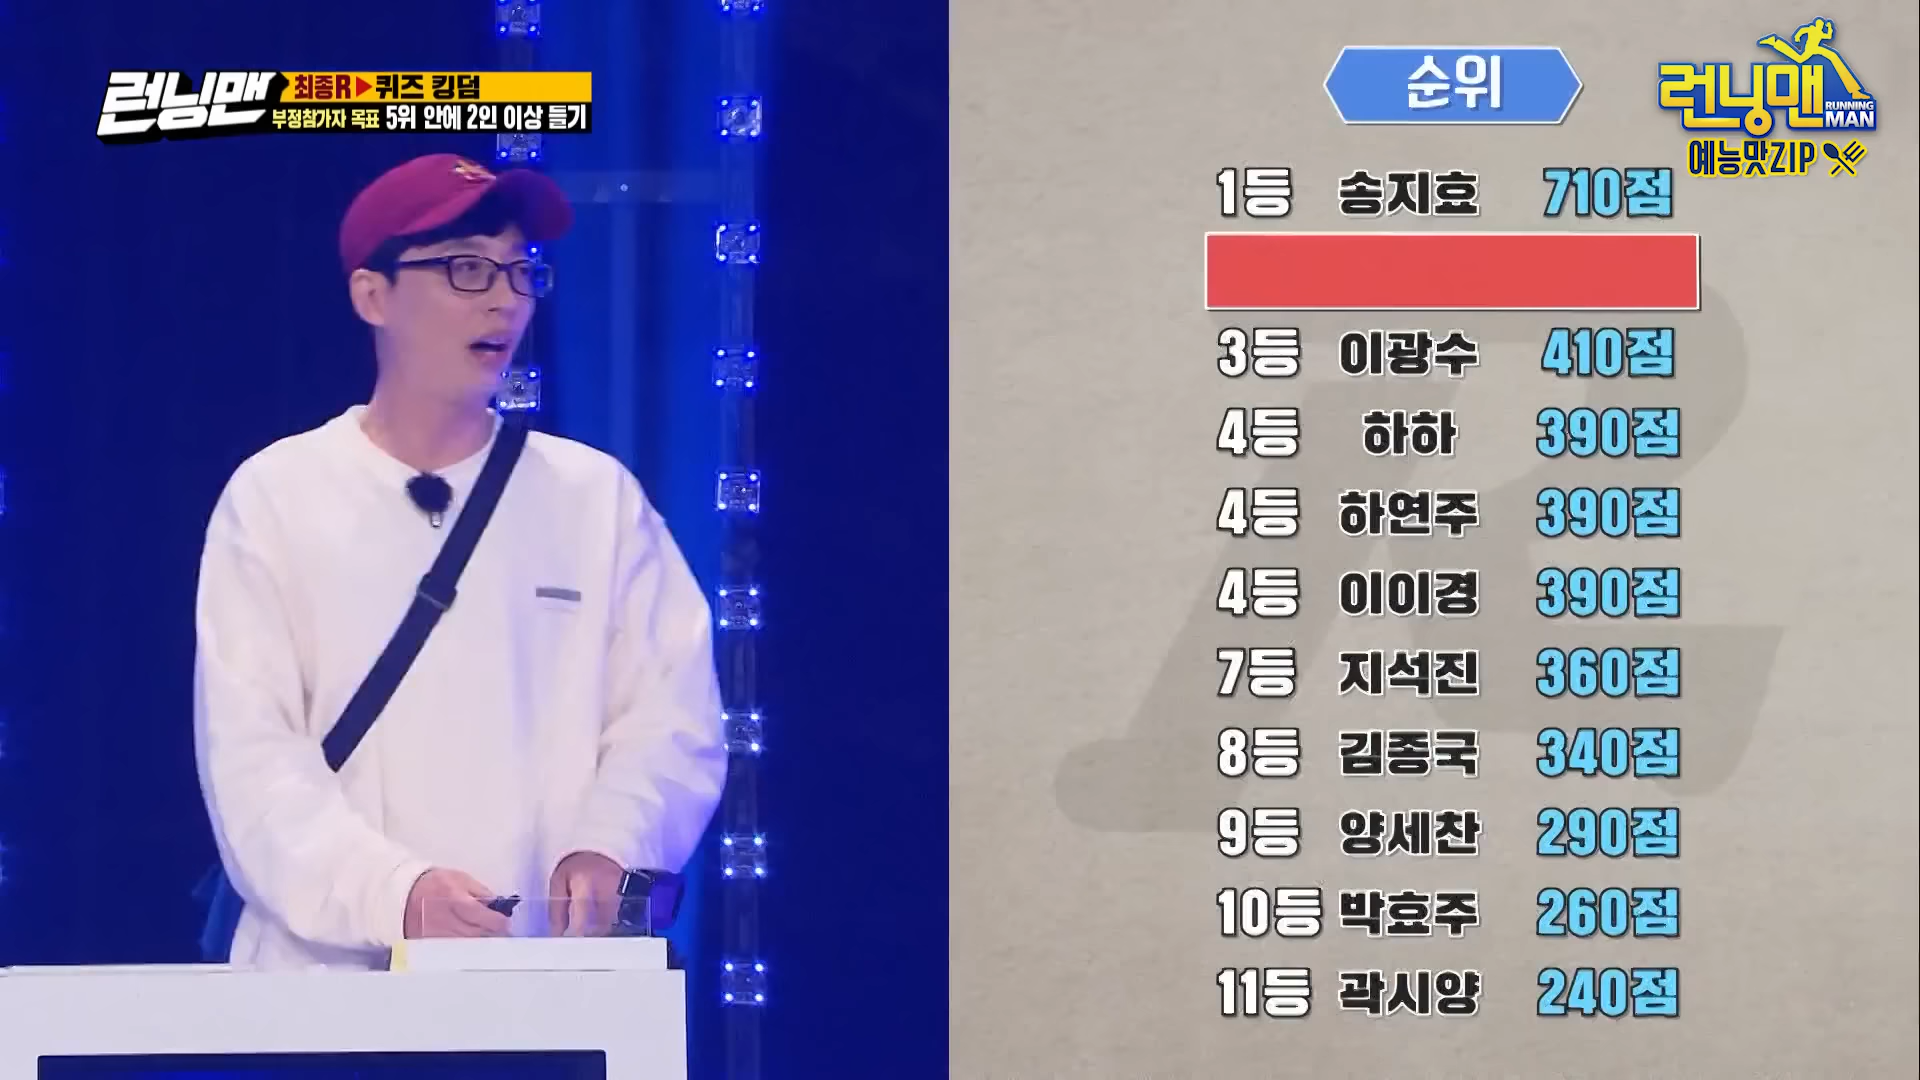 런닝맨 최종R▶퀴즈 킹덤
부정참가자 목표 5위 안에 2인 이상 들기
순위
런닝맨 RUNNING MAN
예능맛ZIP
1등 송지효 710점
3등 이광수 410점
4등 하하 390점
4등 하연주 390점
4등 이이경 390점
7등 지석진 360점
8등 김종국 340점
9등 양세찬 290점
10등 박효주 260점
11등 곽시양 240점